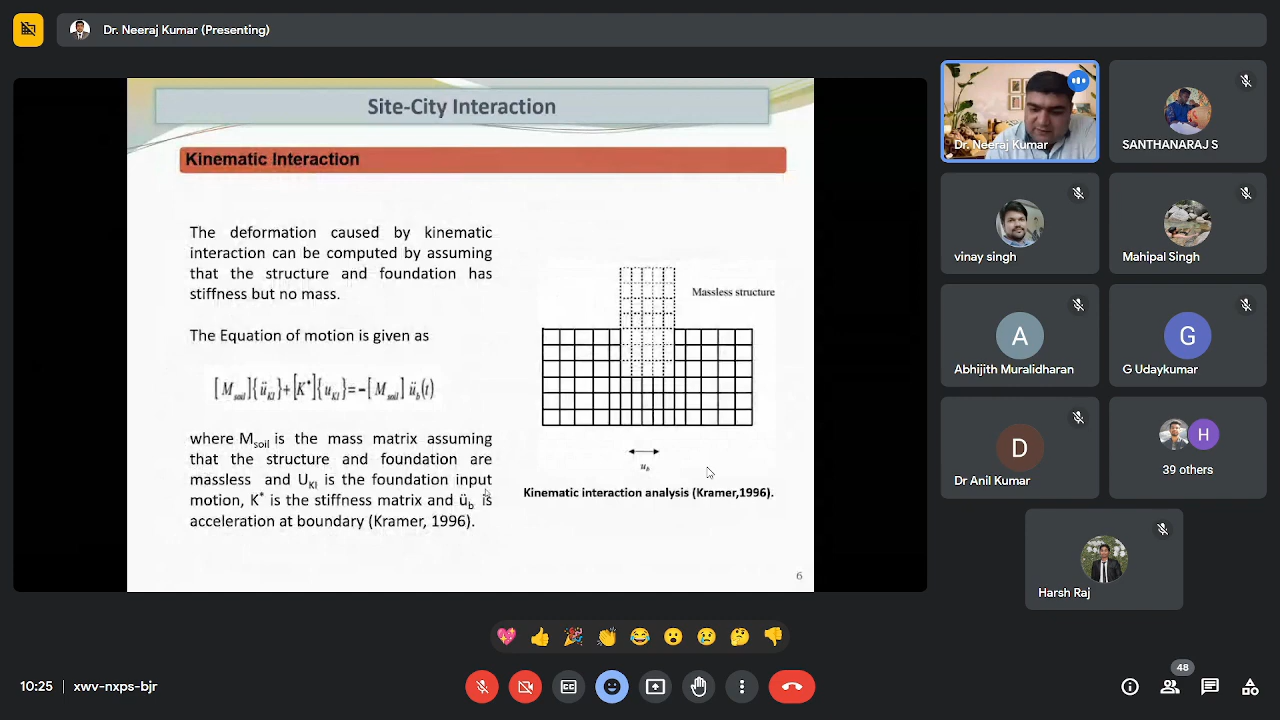 Dr. Neeraj Kumar (Presenting)
Site-City Interaction
Kinematic Interaction
The deformation caused by kinematic
interaction can be computed by assuming
that the structure and foundation has
stiffness but no mass.
The Equation of motion is given as
[M_soil]{ü_KI}+[K*]{u_KI}=-[M_soil] ü_b(t)
where M_soil is the mass matrix assuming
that the structure and foundation are
massless and U_KI is the foundation input
motion, K* is the stiffness matrix and ü_b is
acceleration at boundary (Kramer, 1996).
Massless structure
u_b
Kinematic interaction analysis (Kramer,1996).
6
Dr. Neeraj Kumar
SANTHANARAJ S
vinay singh
Mahipal Singh
A
Abhijith Muralidharan
G
G Udaykumar
D
Dr Anil Kumar
H
39 others
Harsh Raj
10:25 | xwv-nxps-bjr
CC
48